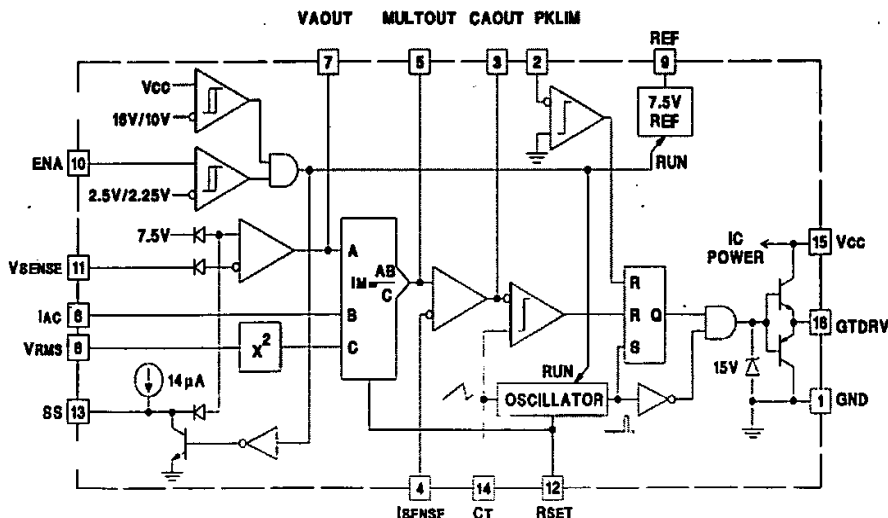 VAOUT MULTOUT CAOUT PKLIM
REF
7 5 3 2 9
VCC
16V/10V
7.5V
REF
ENA 10
RUN
2.5V/2.25V
7.5V
VSENSE 11
A
IM=AB/C
B
C
IAC 6
VRMS 8
X²
14µA
SS 13
R
R Q
S
RUN
OSCILLATOR
IC
POWER
15 VCC
16 GTDRV
15V
1 GND
4 14 12
ISENSE CT RSET